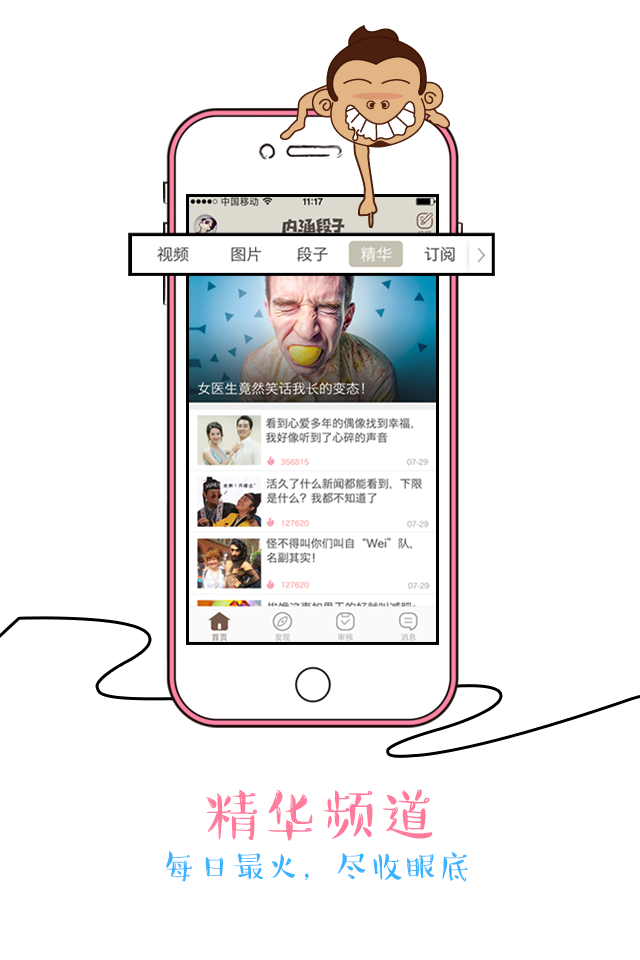 中国移动
11:17
内涵段子
视频
图片
段子
精华
订阅
女医生竟然笑话我长的变态！
看到心爱多年的偶像找到幸福，
我好像听到了心碎的声音
356815
07-29
活久了什么新闻都能看到，下限
是什么？我都不知道了
127620
07-29
怪不得叫你们叫自“Wei”队，
名副其实！
127620
07-29
首页
发现
审核
消息
精华频道
每日最火，尽收眼底